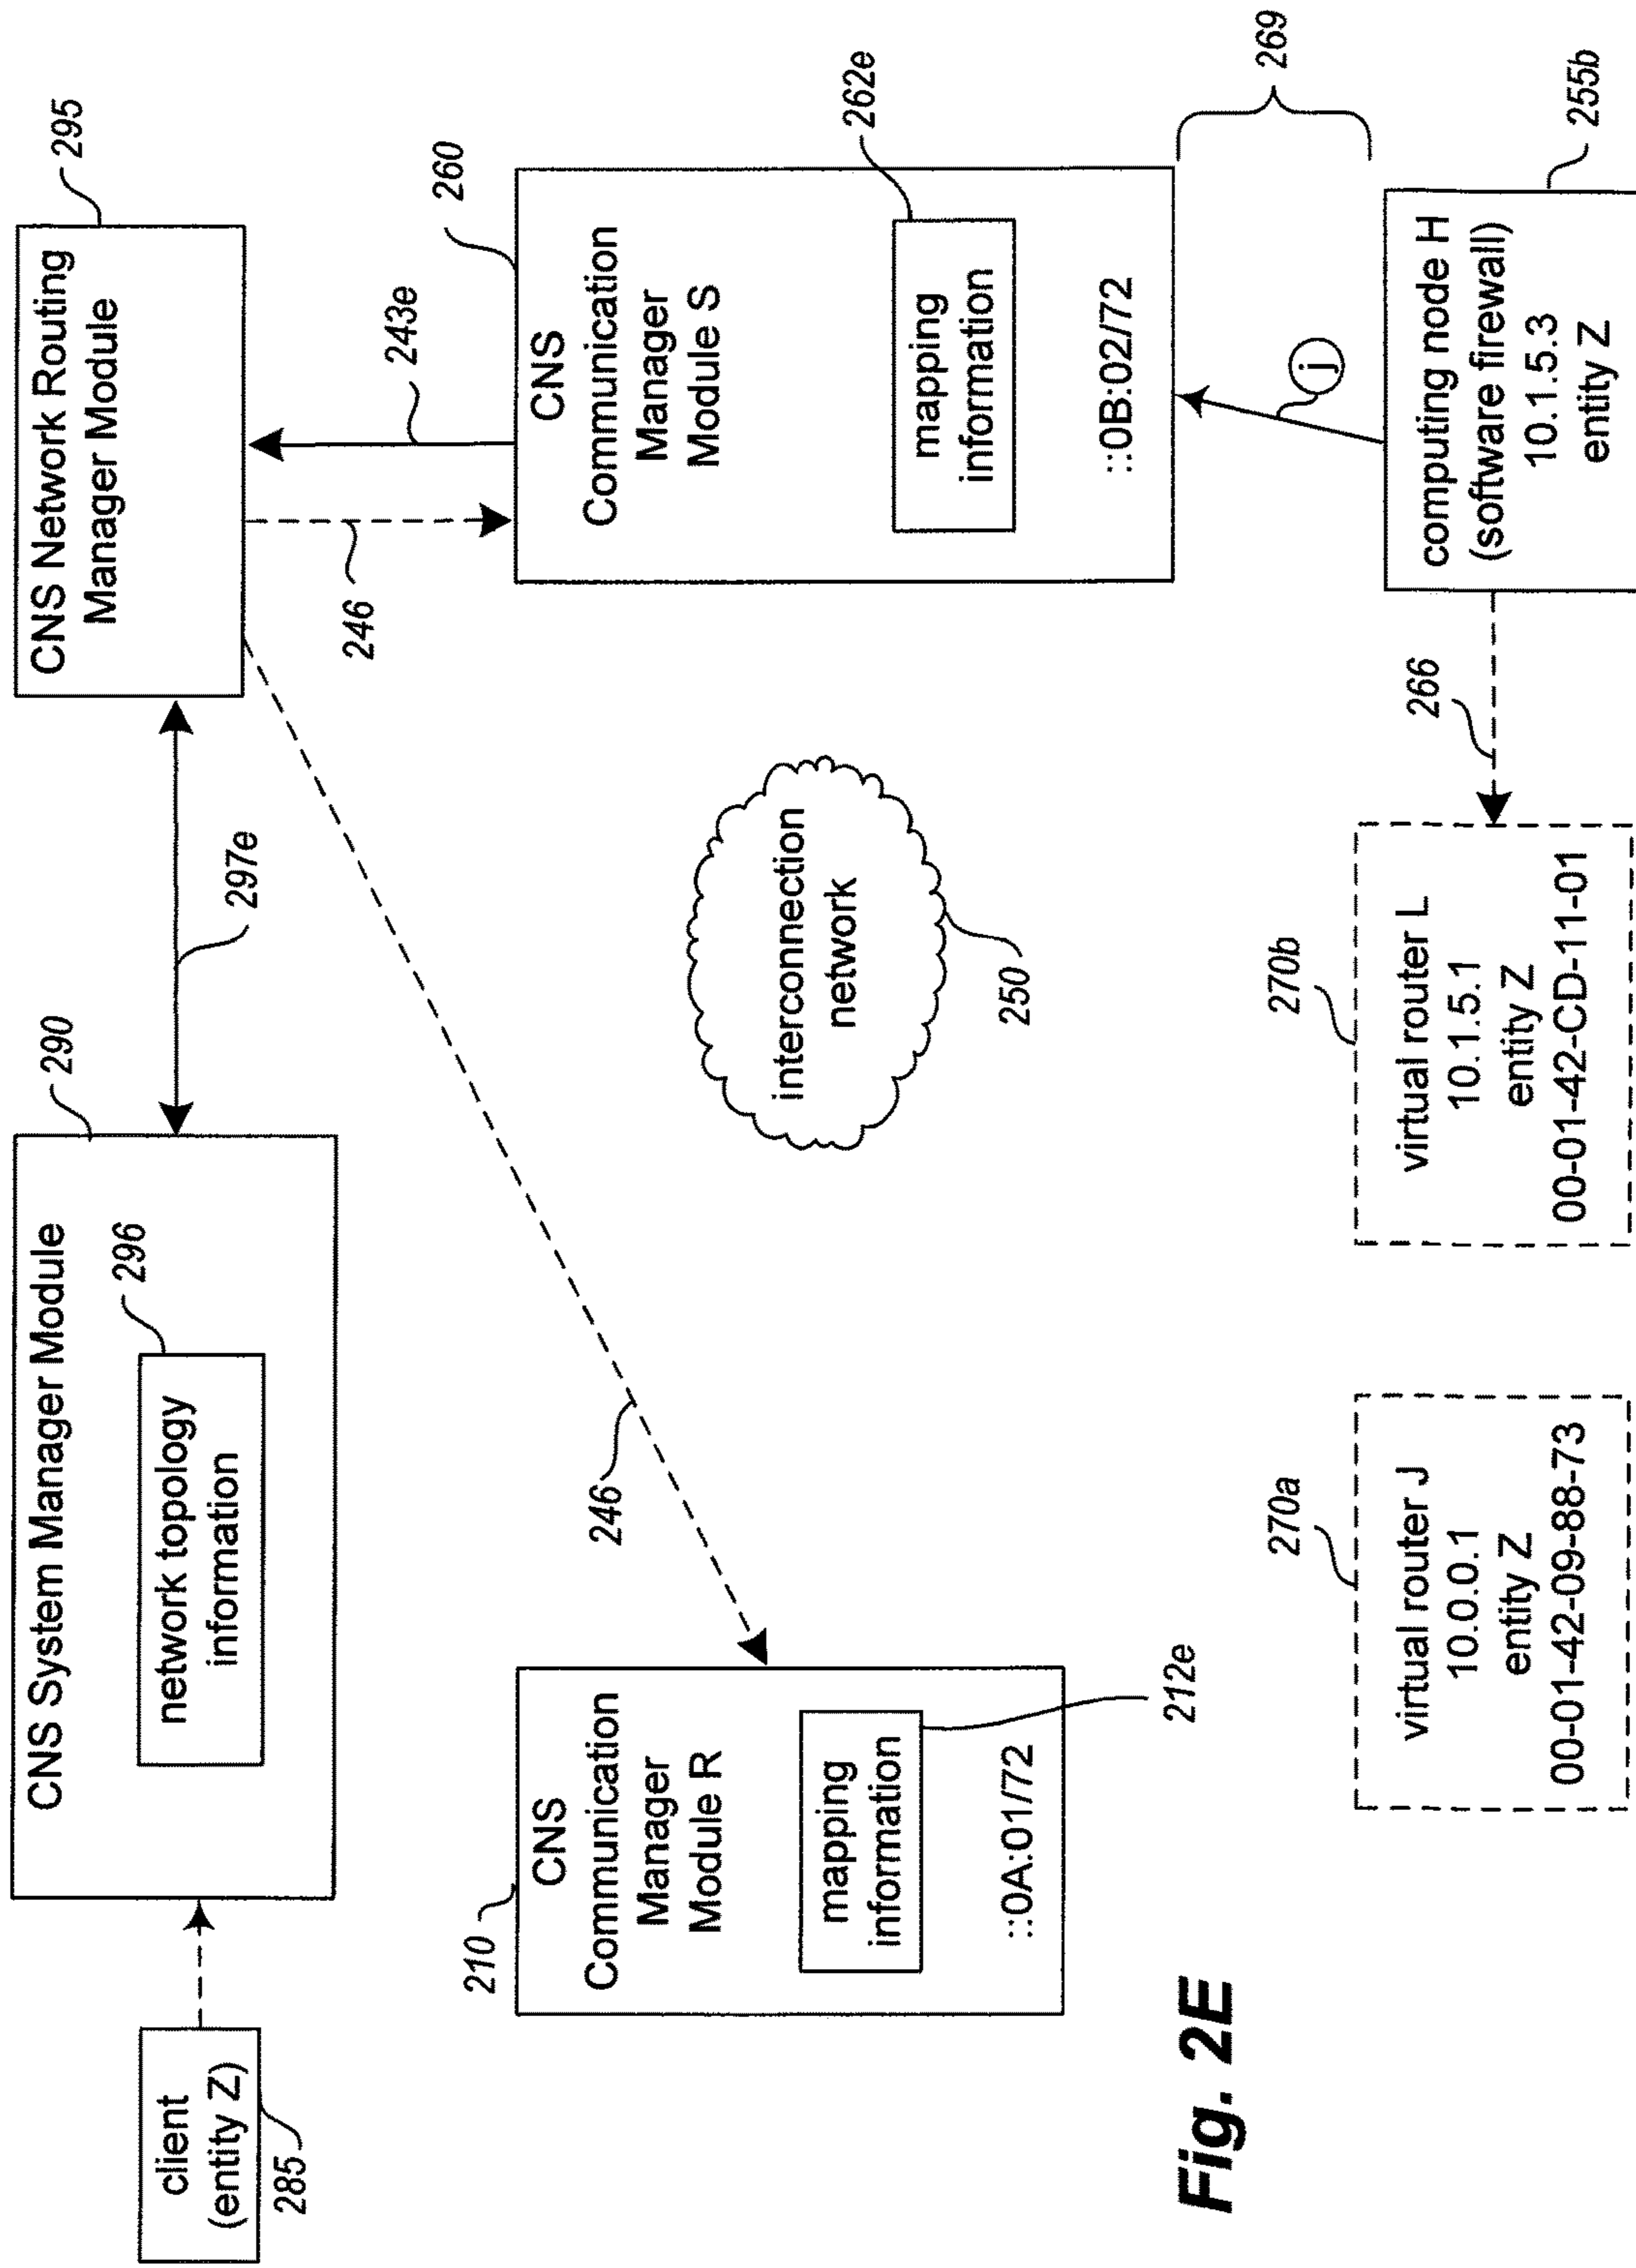 client
(entity Z)
285
CNS System Manager Module
290
network topology
information
296
297e
CNS Network Routing
Manager Module
295
246
243e
246
210
CNS
Communication
Manager
Module R
mapping
information
212e
::0A:01/72
interconnection
network
250
260
CNS
Communication
Manager
Module S
mapping
information
262e
::0B:02/72
269
j
270a
virtual router J
10.0.0.1
entity Z
00-01-42-09-88-73
270b
virtual router L
10.1.5.1
entity Z
00-01-42-CD-11-01
266
computing node H
(software firewall)
10.1.5.3
entity Z
255b
Fig. 2E